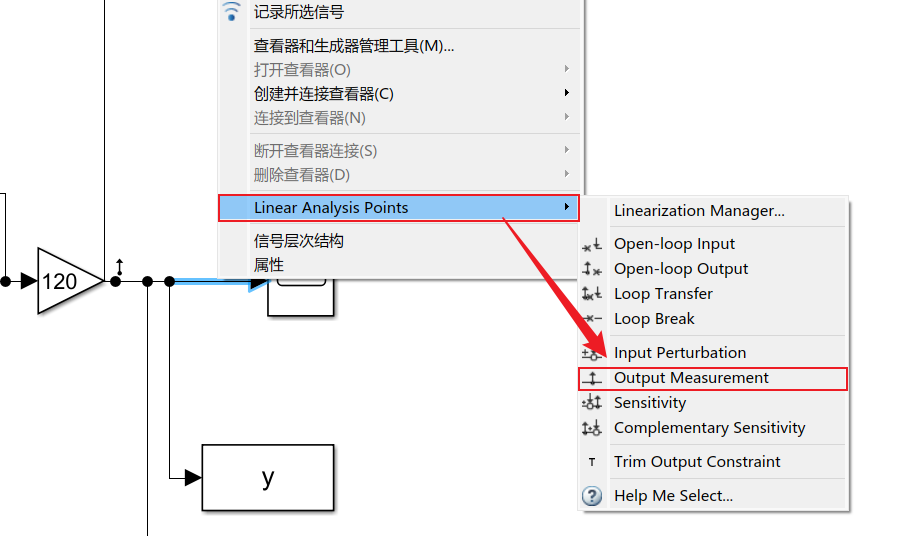 记录所选信号
查看器和生成器管理工具(M)...
打开查看器(O)
创建并连接查看器(C)
连接到查看器(N)
断开查看器连接(S)
删除查看器(D)
Linear Analysis Points
信号层次结构
属性
Linearization Manager...
Open-loop Input
Open-loop Output
Loop Transfer
Loop Break
Input Perturbation
Output Measurement
Sensitivity
Complementary Sensitivity
T Trim Output Constraint
? Help Me Select...
120
y